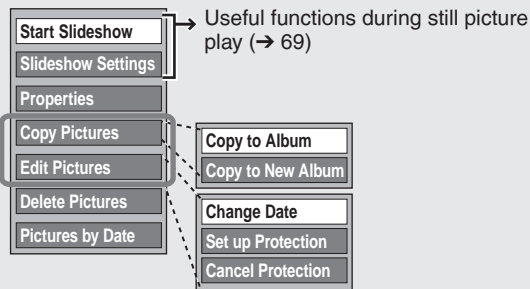 Start Slideshow
Slideshow Settings
Properties
Copy Pictures
Edit Pictures
Delete Pictures
Pictures by Date
Useful functions during still picture
play (➔ 69)
Copy to Album
Copy to New Album
Change Date
Set up Protection
Cancel Protection